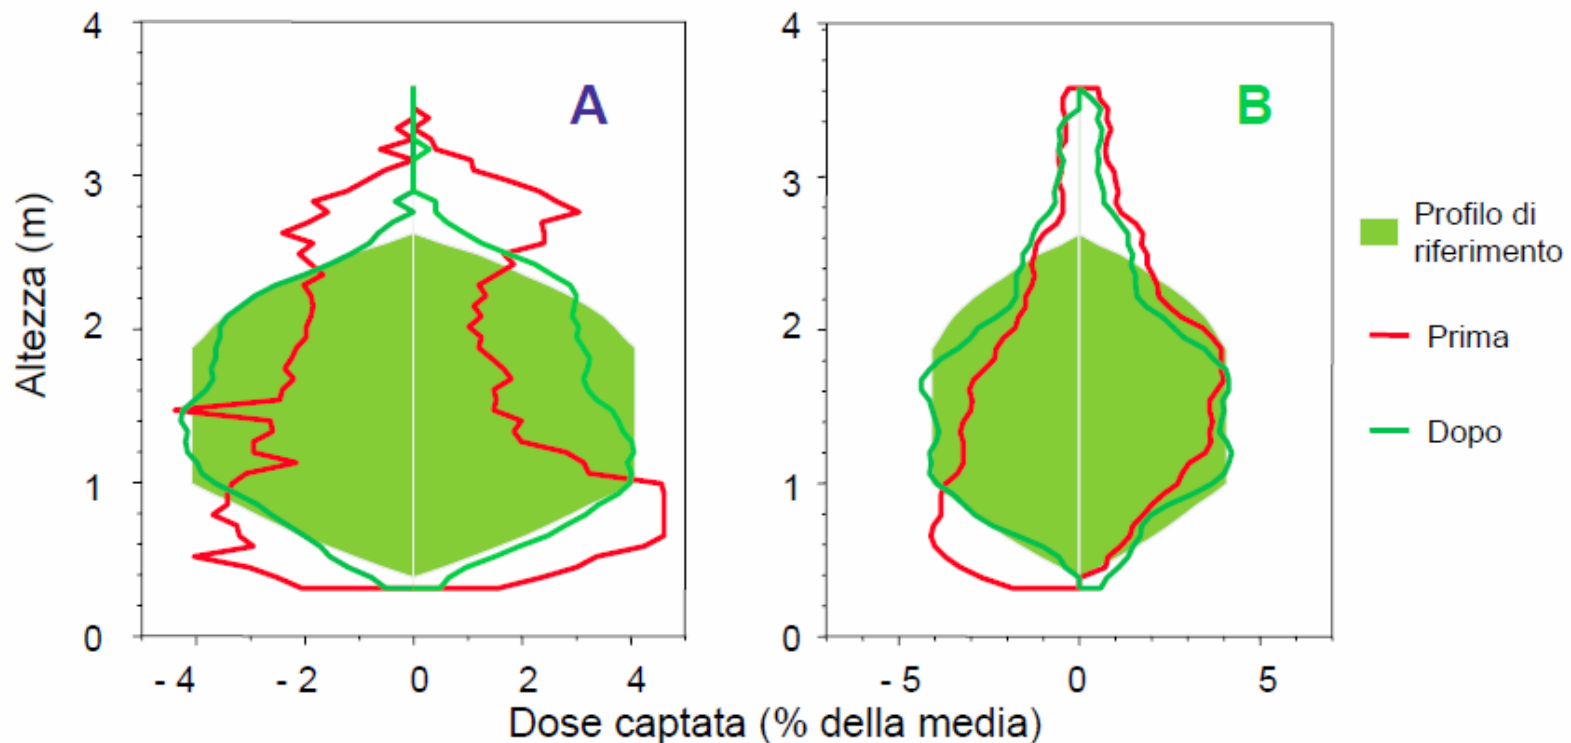 4
3
2
1
0
Altezza (m)
A
- 4
- 2
0
2
4
4
3
2
1
0
B
- 5
0
5
Dose captata (% della media)
Profilo di
riferimento
Prima
Dopo